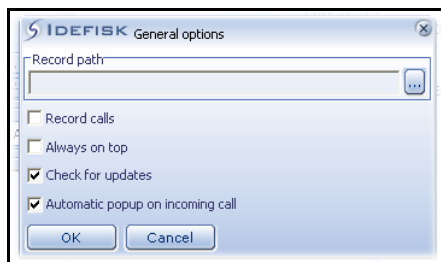 IDEFISK General options
Record path
...
Record calls
Always on top
Check for updates
Automatic popup on incoming call
OK Cancel